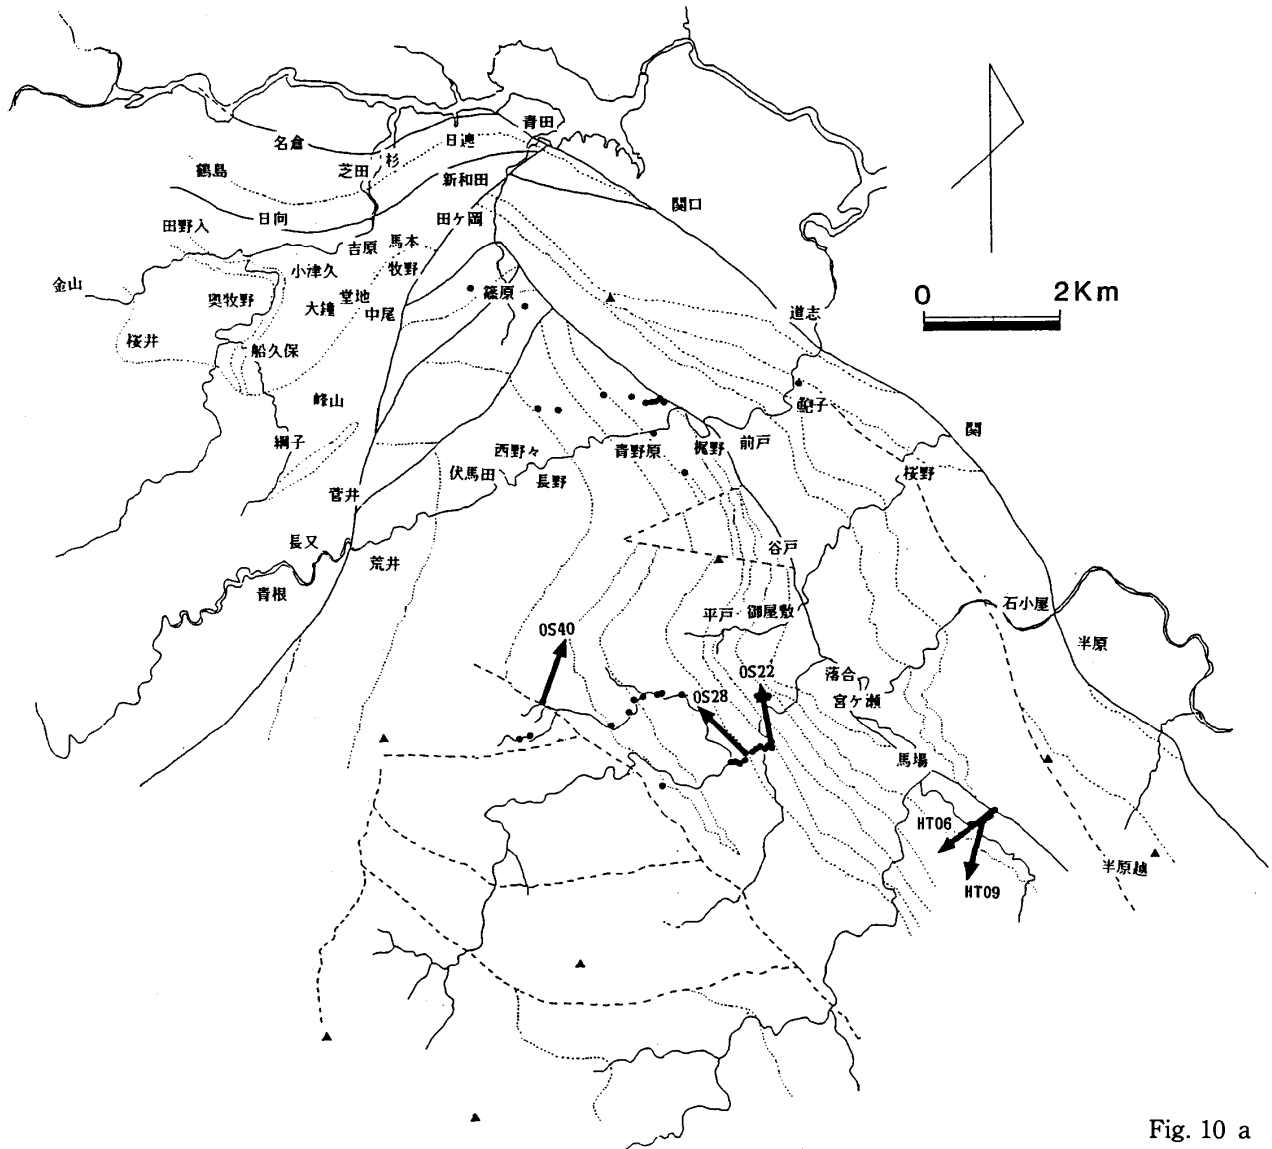 青田
名倉
日連
杉
芝田
鶴島
新和田
関口
日向
田ケ岡
田野入
吉原
馬本
牧野
小津久
金山
奥牧野
堂地
大鐘
中尾
篠原
0 2Km
道志
桜井
船久保
峰山
鞄子
綱子
西野々
青野原
梶野
前戸
関
伏馬田
長野
桜野
菅井
長又
荒井
谷戸
青根
平戸
御屋敷
石小屋
OS40
半原
OS22
落合
OS28
宮ケ瀬
馬場
HT06
半原越
HT09
Fig. 10 a